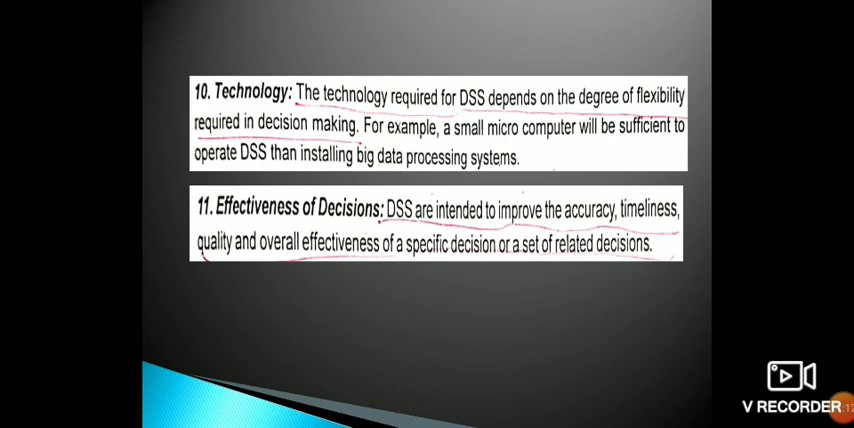 10. Technology: The technology required for DSS depends on the degree of flexibility
required in decision making. For example, a small micro computer will be sufficient to
operate DSS than installing big data processing systems.
11. Effectiveness of Decisions: DSS are intended to improve the accuracy, timeliness,
quality and overall effectiveness of a specific decision or a set of related decisions.
V RECORDER